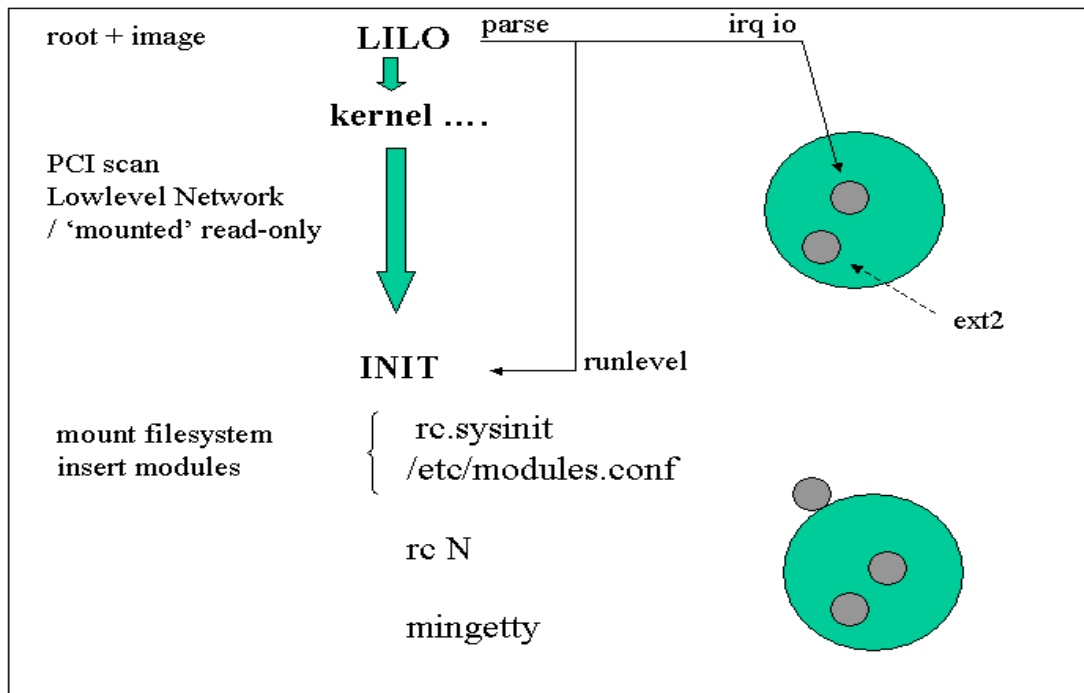 root + image
LILO
parse
irq io
kernel ....
PCI scan
Lowlevel Network
/ ‘mounted’ read-only
ext2
INIT
runlevel
mount filesystem
insert modules
rc.sysinit
/etc/modules.conf
rc N
mingetty